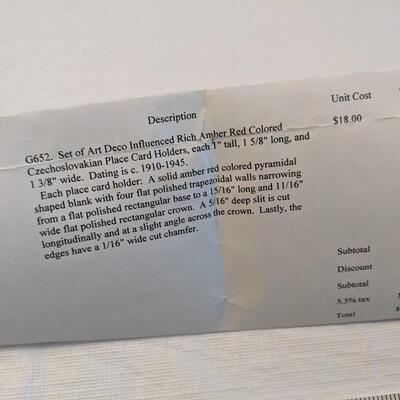 Description
Unit Cost
G652. Set of Art Deco Influenced Rich Amber Red Colored
$18.00
Czechoslovakian Place Card Holders, each 1" tall, 1 5/8" long, and
1 3/8" wide. Dating is c. 1910-1945.
Each place card holder: A solid amber red colored pyramidal
shaped blank with four flat polished trapezoidal walls narrowing
from a flat polished rectangular base to a 15/16" long and 11/16"
wide flat polished rectangular crown. A 5/16" deep slit is cut
longitudinally and at a slight angle across the crown. Lastly, the
edges have a 1/16" wide cut chamfer.
Subtotal
Discount
Subtotal
5.5% tax
Total